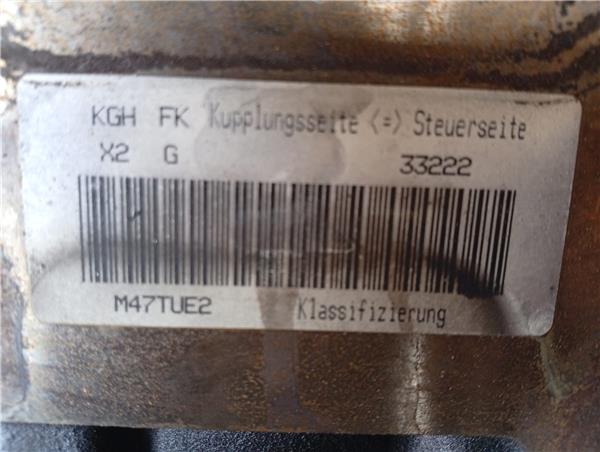 KGH FK Kupplungsseite <=> Steuerseite
X2 G 33222
M47TUE2 Klassifizierung